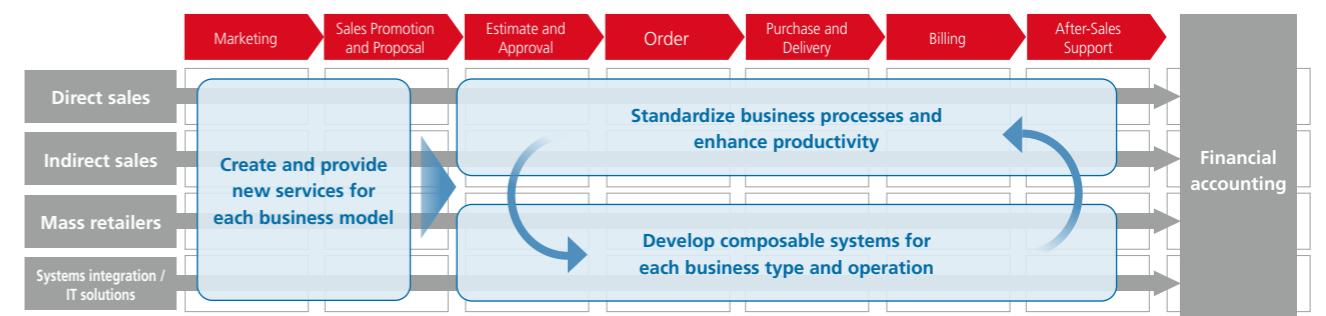 Marketing
Sales Promotion
and Proposal
Estimate and
Approval
Order
Purchase and
Delivery
Billing
After-Sales
Support
Direct sales
Indirect sales
Mass retailers
Systems integration /
IT solutions
Create and provide
new services for
each business model
Standardize business processes and
enhance productivity
Develop composable systems for
each business type and operation
Financial
accounting